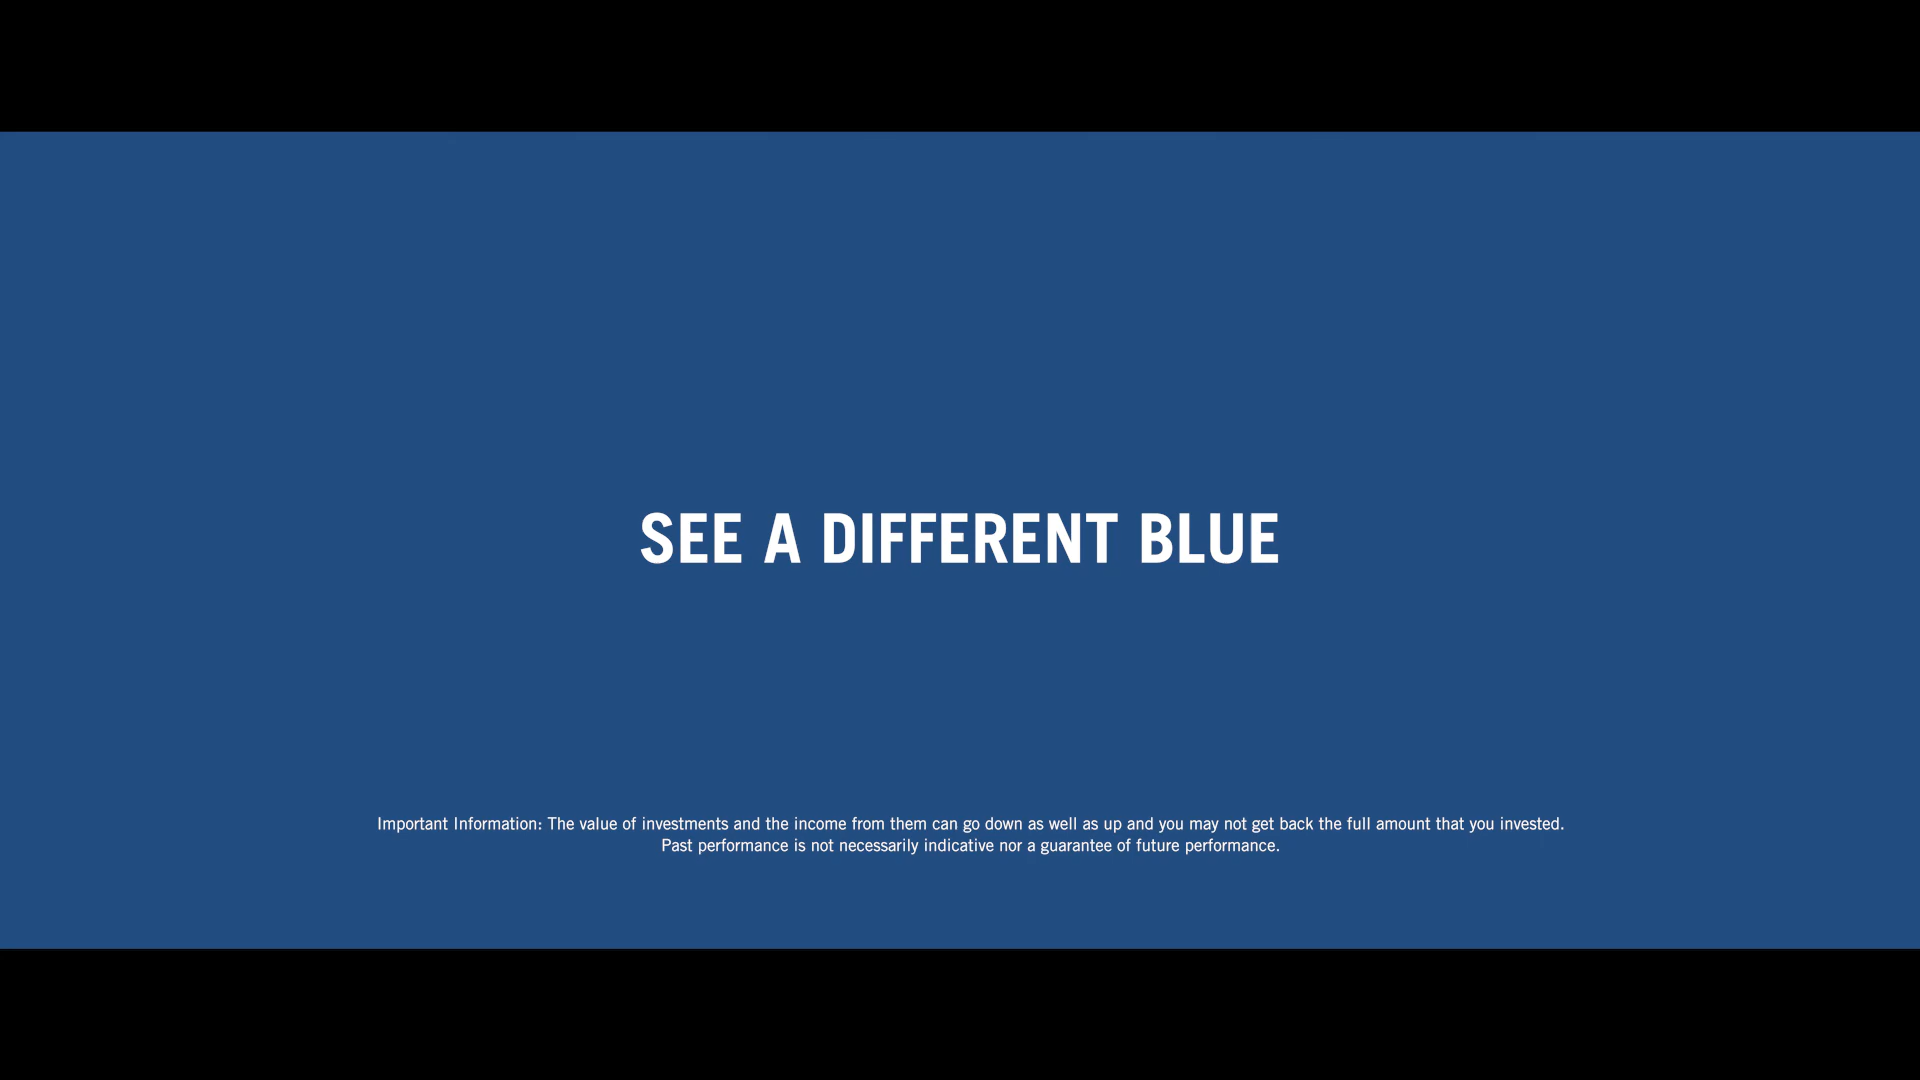 SEE A DIFFERENT BLUE
Important Information: The value of investments and the income from them can go down as well as up and you may not get back the full amount that you invested.
Past performance is not necessarily indicative nor a guarantee of future performance.